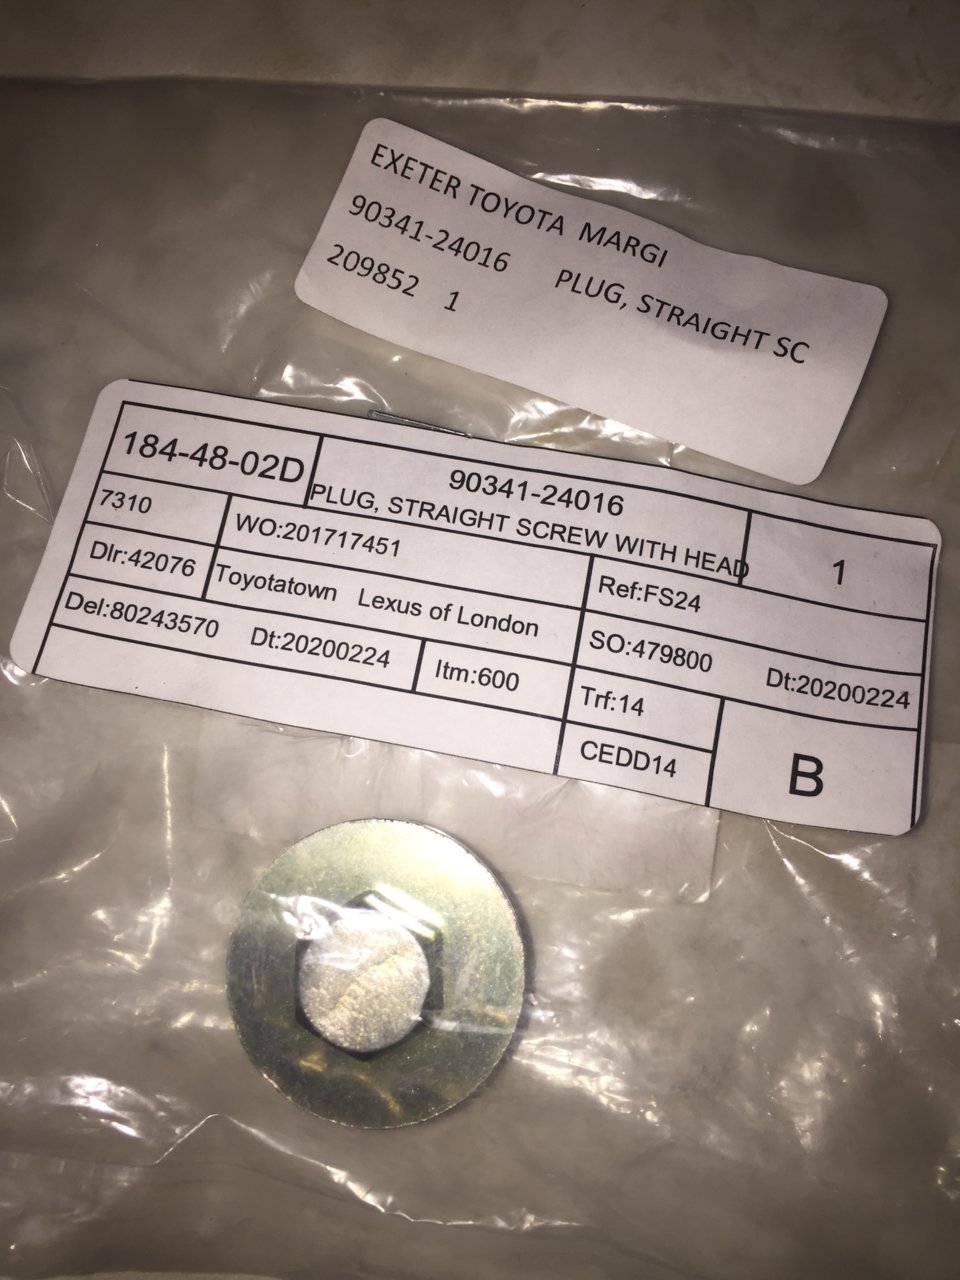 EXETER TOYOTA MARGI
90341-24016 PLUG, STRAIGHT SC
209852 1
184-48-02D
90341-24016
PLUG, STRAIGHT SCREW WITH HEAD
1
7310
WO:201717451
Ref:FS24
Dlr:42076
Toyotatown Lexus of London
SO:479800 Dt:20200224
Del:80243570 Dt:20200224
Itm:600
Trf:14
CEDD14
B